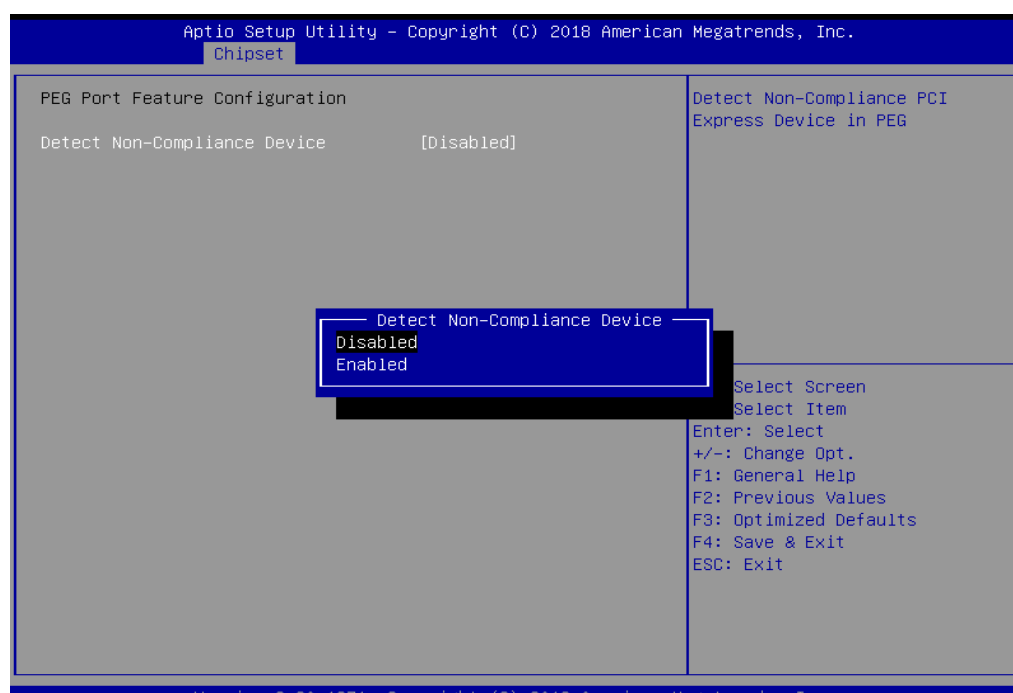 Aptio Setup Utility – Copyright (C) 2018 American Megatrends, Inc.
Chipset
PEG Port Feature Configuration
Detect Non-Compliance Device [Disabled]
Detect Non-Compliance PCI
Express Device in PEG
Detect Non-Compliance Device
Disabled
Enabled
Select Screen
Select Item
Enter: Select
+/-: Change Opt.
F1: General Help
F2: Previous Values
F3: Optimized Defaults
F4: Save & Exit
ESC: Exit